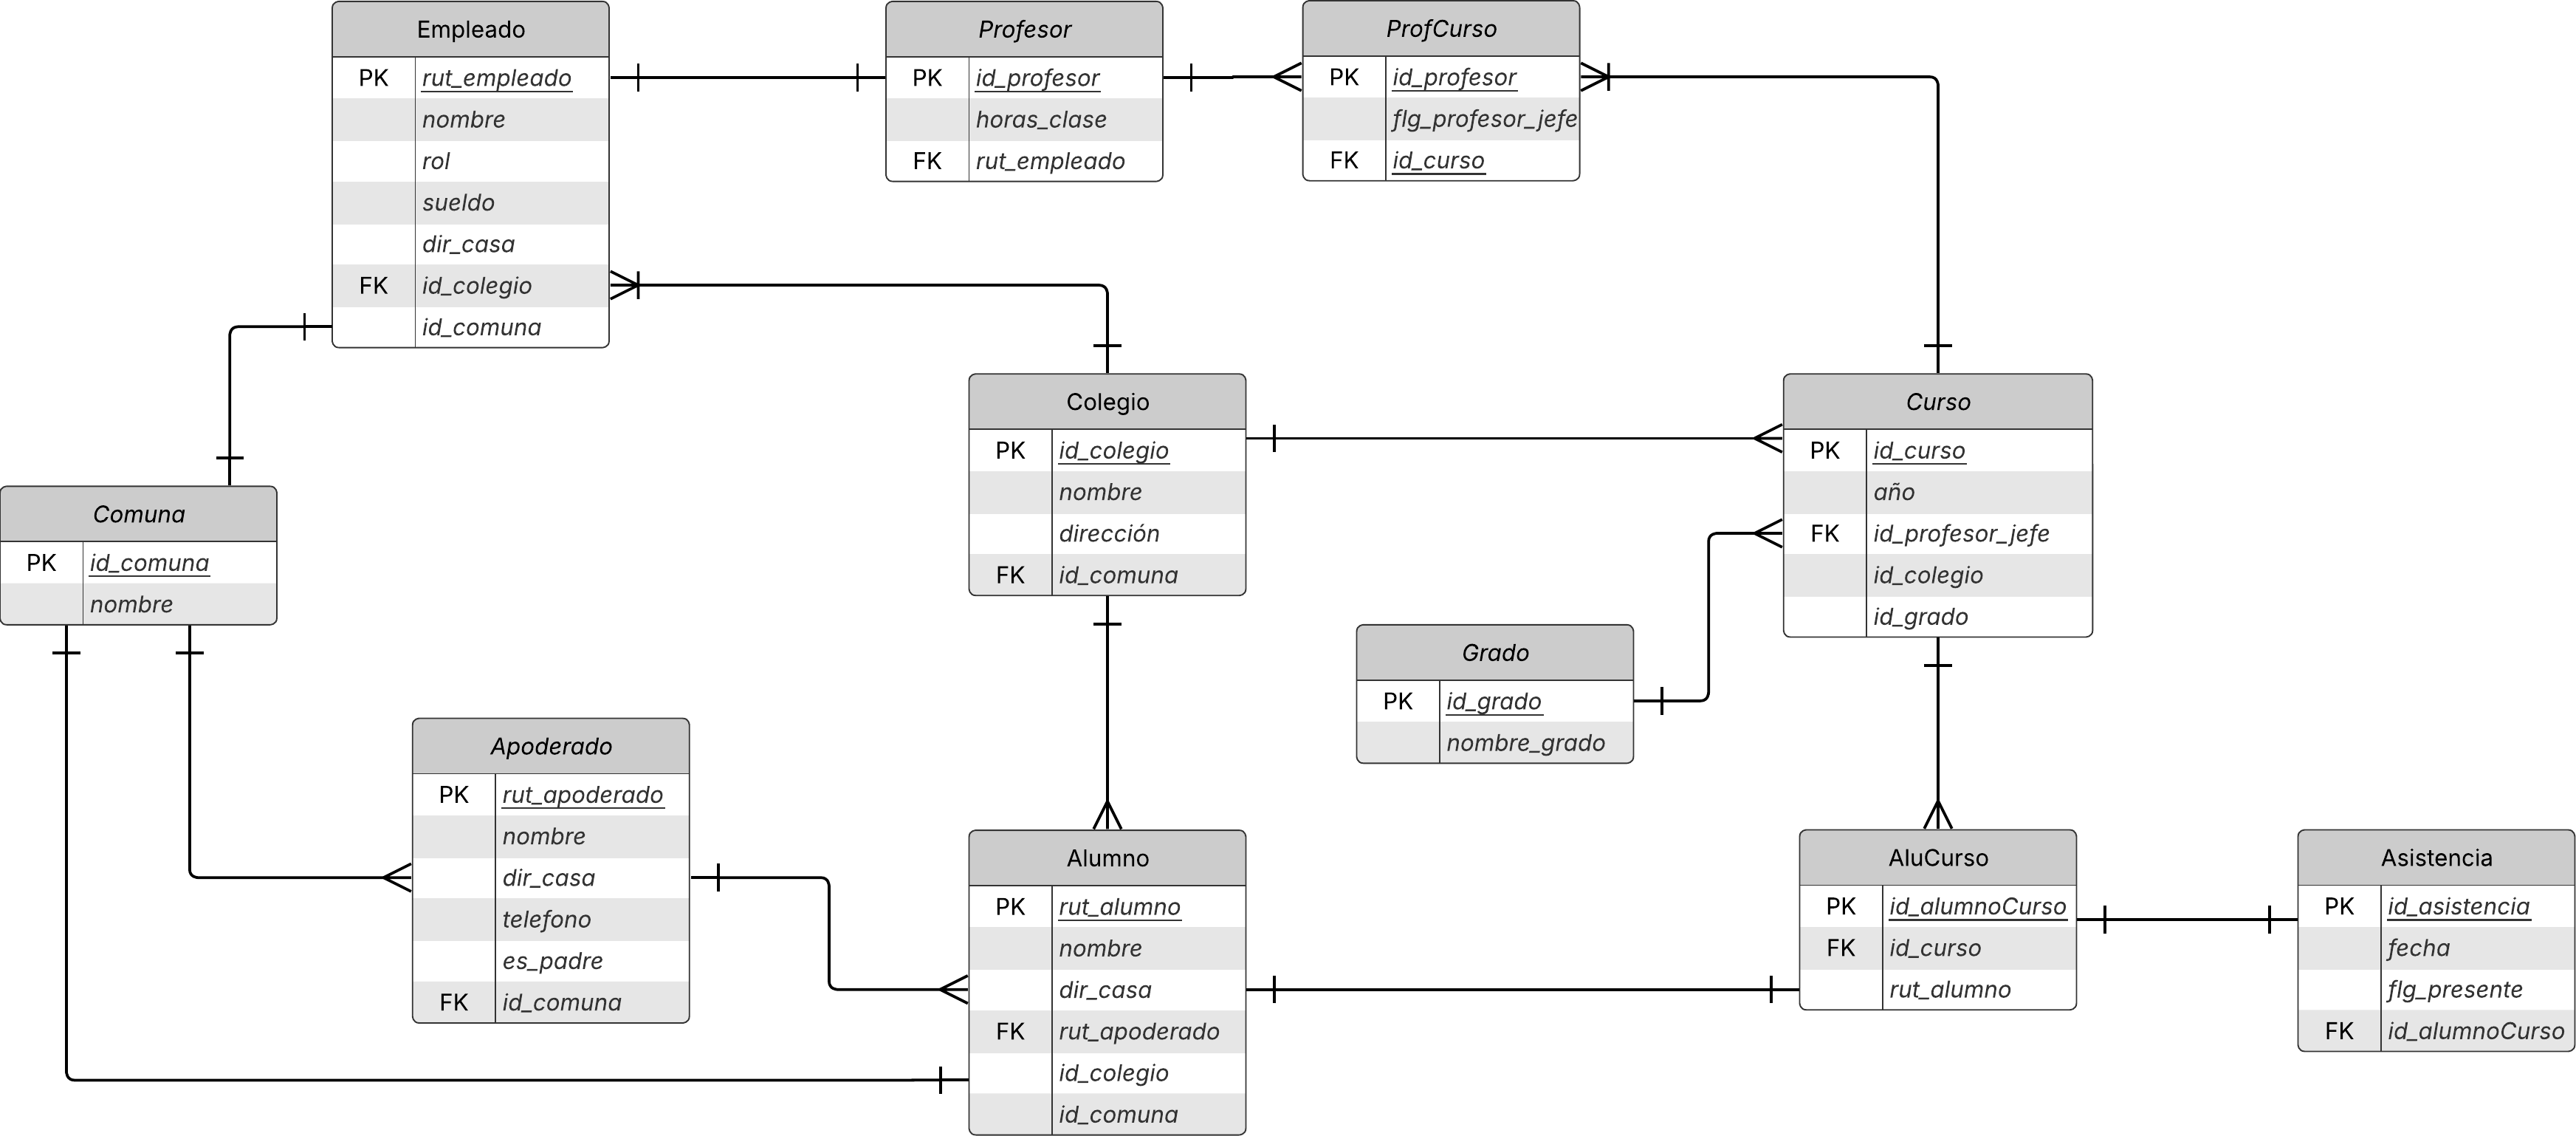 Empleado
PK rut_empleado
nombre
rol
sueldo
dir_casa
FK id_colegio
id_comuna
Profesor
PK id_profesor
horas_clase
FK rut_empleado
ProfCurso
PK id_profesor
flg_profesor_jefe
FK id_curso
Comuna
PK id_comuna
nombre
Colegio
PK id_colegio
nombre
dirección
FK id_comuna
Curso
PK id_curso
año
FK id_profesor_jefe
id_colegio
id_grado
Grado
PK id_grado
nombre_grado
Apoderado
PK rut_apoderado
nombre
dir_casa
telefono
es_padre
FK id_comuna
Alumno
PK rut_alumno
nombre
dir_casa
FK rut_apoderado
id_colegio
id_comuna
AluCurso
PK id_alumnoCurso
FK id_curso
rut_alumno
Asistencia
PK id_asistencia
fecha
flg_presente
FK id_alumnoCurso